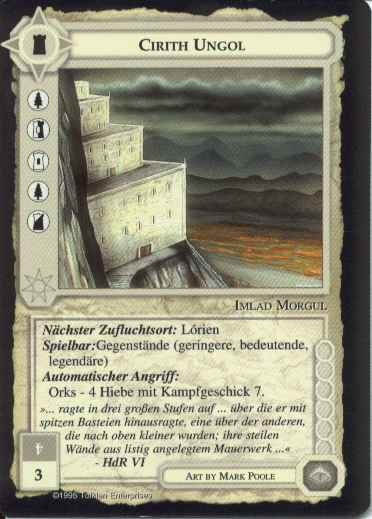 CIRITH UNGOL
IMLAD MORGUL
Nächster Zufluchtsort: Lórien
Spielbar:Gegenstände (geringere, bedeutende,
legendäre)
Automatischer Angriff:
Orks - 4 Hiebe mit Kampfgeschick 7.
»... ragte in drei großen Stufen auf ... über die er mit
spitzen Basteien hinausragte, eine über der anderen,
die nach oben kleiner wurden; ihre steilen
Wände aus listig angelegtem Mauerwerk ...«
- HdR VI
4
3
ART BY MARK POOLE
©1995 Tolkien Enterprises